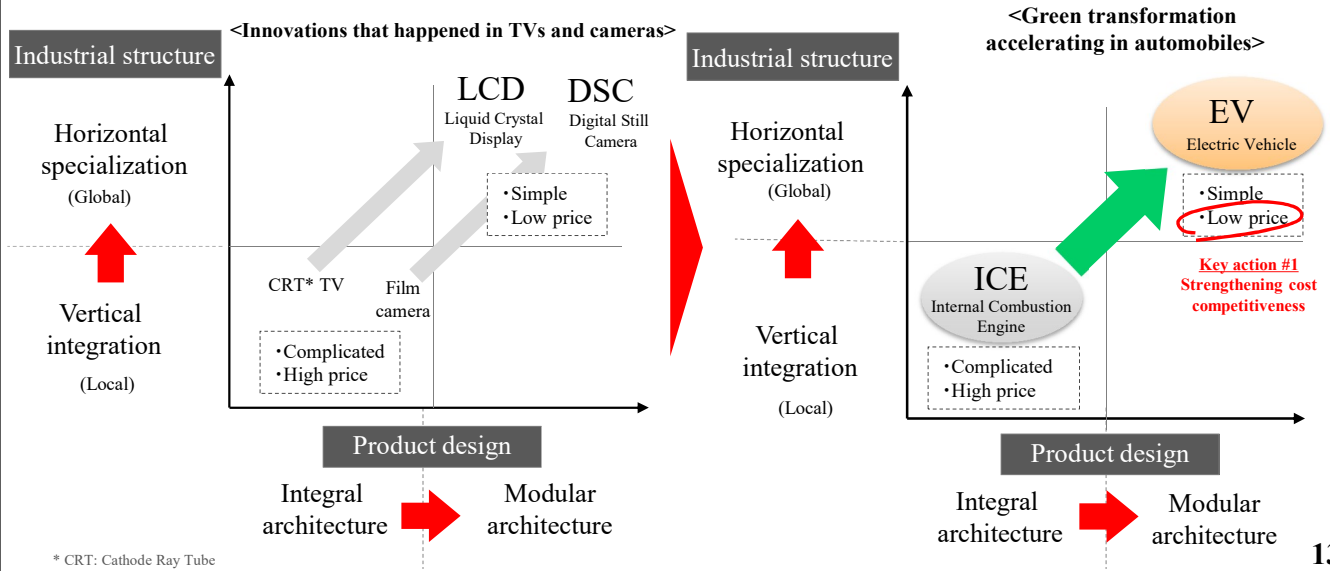 <Innovations that happened in TVs and cameras>
Industrial structure
LCD
Liquid Crystal
Display
DSC
Digital Still
Camera
Horizontal
specialization
(Global)
・Simple
・Low price
CRT* TV
Film
camera
Vertical
integration
(Local)
・Complicated
・High price
Product design
Integral
architecture
Modular
architecture
* CRT: Cathode Ray Tube
<Green transformation
accelerating in automobiles>
Industrial structure
EV
Electric Vehicle
Horizontal
specialization
(Global)
・Simple
・Low price
Key action #1
Strengthening cost
competitiveness
ICE
Internal Combustion
Engine
Vertical
integration
(Local)
・Complicated
・High price
Product design
Integral
architecture
Modular
architecture